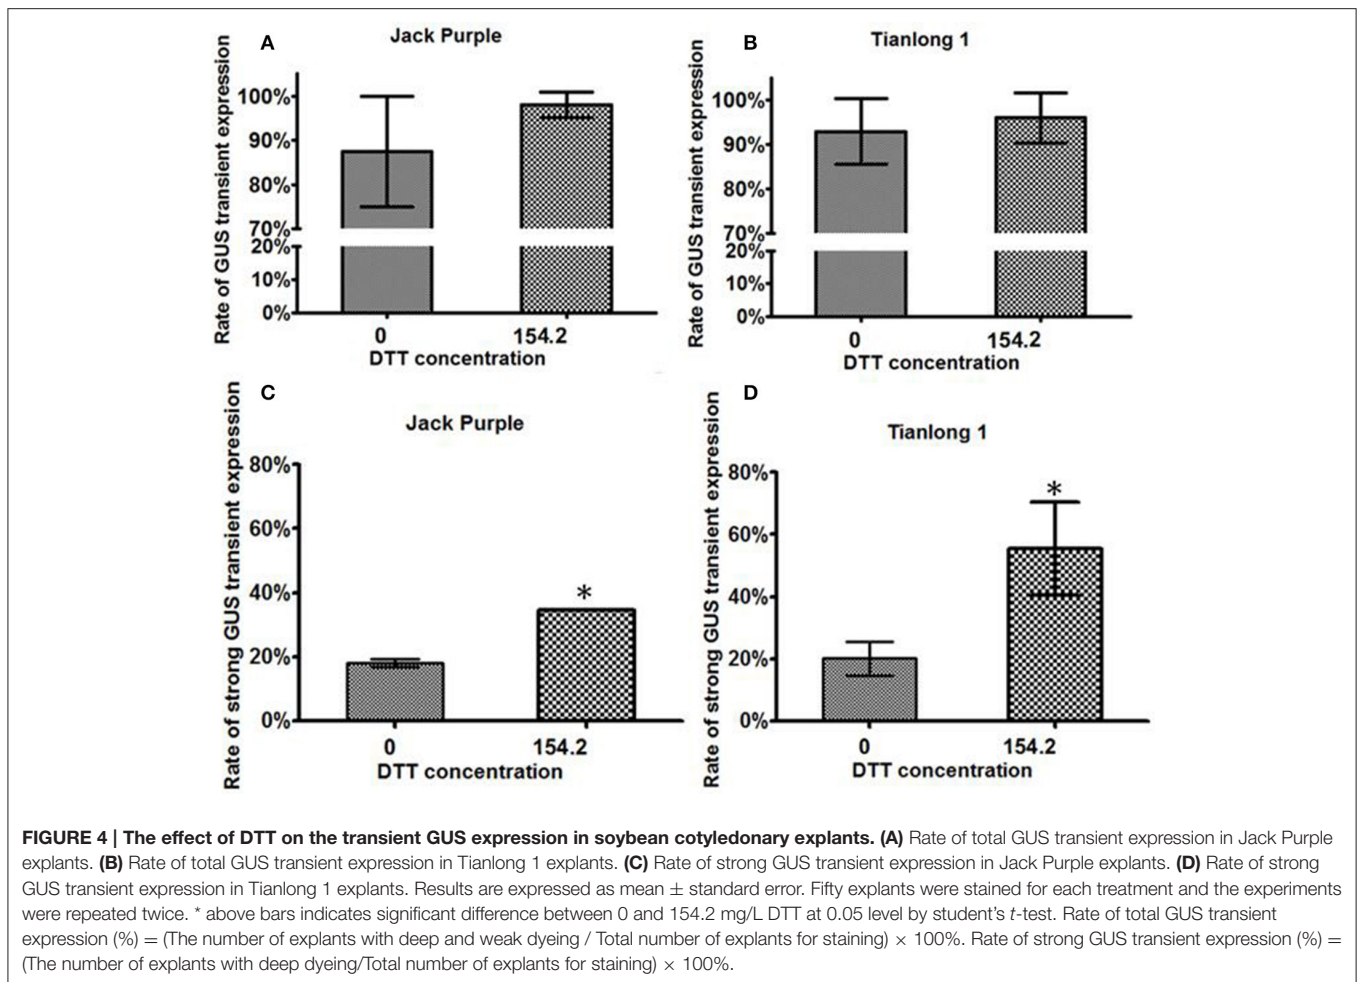 A
Jack Purple
Rate of GUS transient expression
100%
90%
80%
70%
20%
10%
0%
0
154.2
DTT concentration
B
Tianlong 1
Rate of GUS transient expression
100%
90%
80%
70%
20%
10%
0%
0
154.2
DTT concentration
C
Jack Purple
Rate of strong GUS transient expression
80%
60%
40%
20%
0%
*
0
154.2
DTT concentration
D
Tianlong 1
Rate of strong GUS transient expression
80%
60%
40%
20%
0%
*
0
154.2
DTT concentration
FIGURE 4 | The effect of DTT on the transient GUS expression in soybean cotyledonary explants. (A) Rate of total GUS transient expression in Jack Purple
explants. (B) Rate of total GUS transient expression in Tianlong 1 explants. (C) Rate of strong GUS transient expression in Jack Purple explants. (D) Rate of strong
GUS transient expression in Tianlong 1 explants. Results are expressed as mean ± standard error. Fifty explants were stained for each treatment and the experiments
were repeated twice. * above bars indicates significant difference between 0 and 154.2 mg/L DTT at 0.05 level by student's t-test. Rate of total GUS transient
expression (%) = (The number of explants with deep and weak dyeing / Total number of explants for staining) × 100%. Rate of strong GUS transient expression (%) =
(The number of explants with deep dyeing/Total number of explants for staining) × 100%.